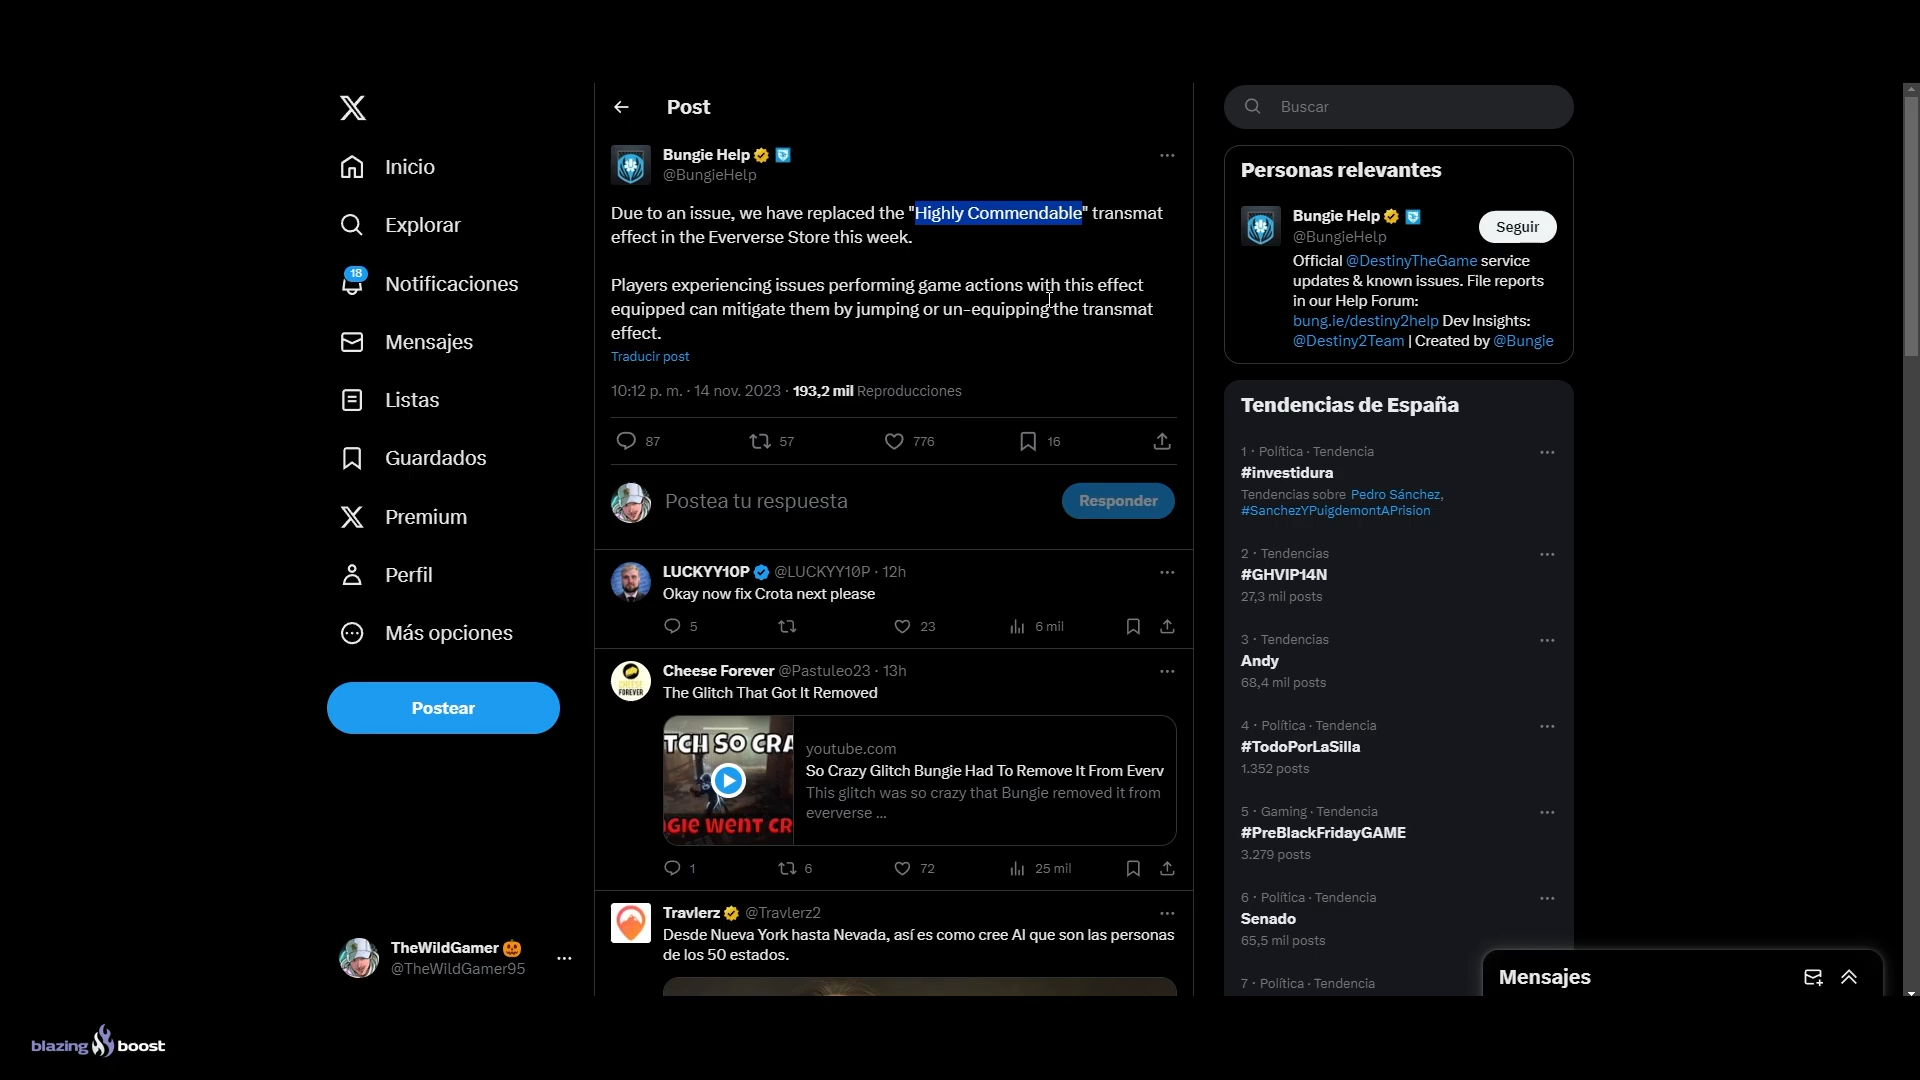 Inicio
Explorar
18
Notificaciones
Mensajes
Listas
Guardados
Premium
Perfil
Más opciones
Postear
TheWildGamer
@TheWildGamer95
blazing boost
Post
Bungie Help
@BungieHelp
Due to an issue, we have replaced the "Highly Commendable" transmat
effect in the Eververse Store this week.
Players experiencing issues performing game actions with this effect
equipped can mitigate them by jumping or un-equipping the transmat
effect.
Traducir post
10:12 p. m. · 14 nov. 2023 · 193,2 mil Reproducciones
87 57 776 16
Postea tu respuesta
Responder
LUCKYY10P @LUCKYY10P · 12h
Okay now fix Crota next please
5 23 6 mil
Cheese Forever @Pastuleo23 · 13h
The Glitch That Got It Removed
TCH SO CRA
GIE WENT CR
youtube.com
So Crazy Glitch Bungie Had To Remove It From Everv
This glitch was so crazy that Bungie removed it from
eververse ...
1 6 72 25 mil
Travlerz @Travlerz2
Desde Nueva York hasta Nevada, así es como cree AI que son las personas
de los 50 estados.
Buscar
Personas relevantes
Bungie Help
@BungieHelp
Seguir
Official @DestinyTheGame service
updates & known issues. File reports
in our Help Forum:
bung.ie/destiny2help Dev Insights:
@Destiny2Team | Created by @Bungie
Tendencias de España
1 · Política · Tendencia
#investidura
Tendencias sobre Pedro Sánchez,
#SanchezYPuigdemontAPrision
2 · Tendencias
#GHVIP14N
27,3 mil posts
3 · Tendencias
Andy
68,4 mil posts
4 · Política · Tendencia
#TodoPorLaSilla
1.352 posts
5 · Gaming · Tendencia
#PreBlackFridayGAME
3.279 posts
6 · Política · Tendencia
Senado
65,5 mil posts
7 · Política · Tendencia
Mensajes